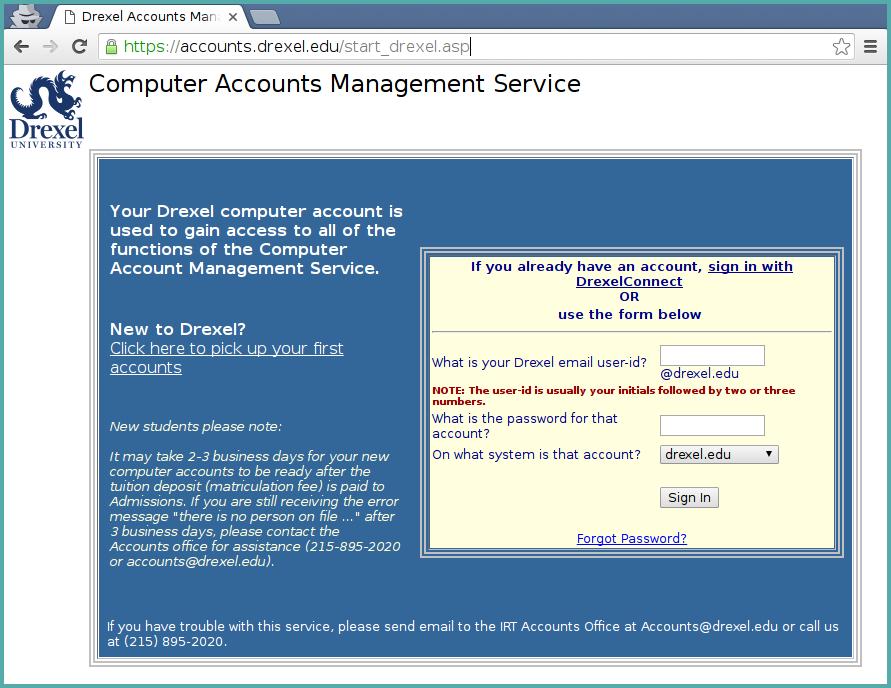 Drexel Accounts Man
https://accounts.drexel.edu/start_drexel.asp
Drexel
UNIVERSITY
Computer Accounts Management Service
Your Drexel computer account is
used to gain access to all of the
functions of the Computer
Account Management Service.
New to Drexel?
Click here to pick up your first
accounts
New students please note:
It may take 2-3 business days for your new
computer accounts to be ready after the
tuition deposit (matriculation fee) is paid to
Admissions. If you are still receiving the error
message "there is no person on file ..." after
3 business days, please contact the
Accounts office for assistance (215-895-2020
or accounts@drexel.edu).
If you already have an account, sign in with
DrexelConnect
OR
use the form below
What is your Drexel email user-id?
@drexel.edu
NOTE: The user-id is usually your initials followed by two or three
numbers.
What is the password for that
account?
On what system is that account? drexel.edu
Sign In
Forgot Password?
If you have trouble with this service, please send email to the IRT Accounts Office at Accounts@drexel.edu or call us
at (215) 895-2020.